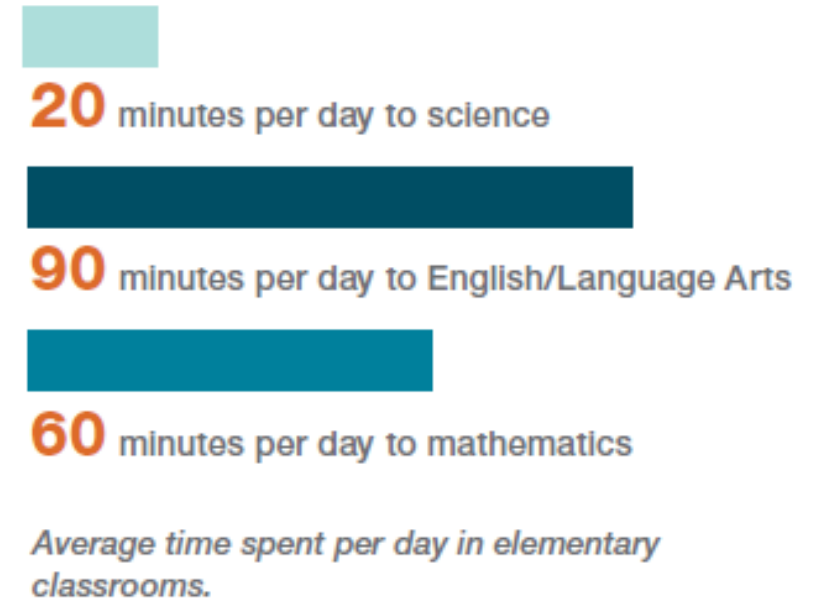 20 minutes per day to science
90 minutes per day to English/Language Arts
60 minutes per day to mathematics
Average time spent per day in elementary
classrooms.